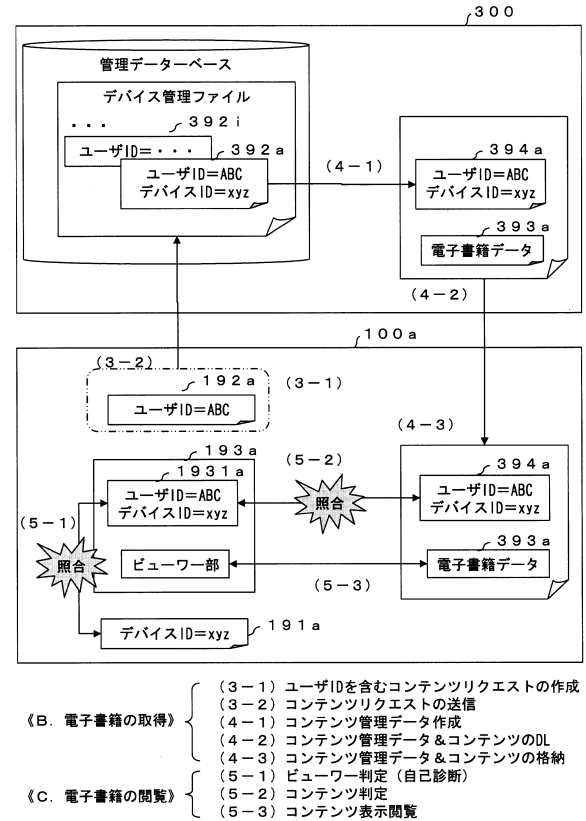 300
管理データーベース
デバイス管理ファイル
・・・
392i
ユーザID=・・・
392a
ユーザID=ABC
デバイスID=xyz
(4-1)
394a
ユーザID=ABC
デバイスID=xyz
393a
電子書籍データ
(4-2)
100a
(3-2)
192a
(3-1)
ユーザID=ABC
(4-3)
193a
1931a
(5-2)
394a
ユーザID=ABC
デバイスID=xyz
照合
ユーザID=ABC
デバイスID=xyz
(5-1)
照合
393a
ビューワー部
電子書籍データ
(5-3)
191a
デバイスID=xyz
《B.電子書籍の取得》
(3-1)ユーザIDを含むコンテンツリクエストの作成
(3-2)コンテンツリクエストの送信
(4-1)コンテンツ管理データ作成
(4-2)コンテンツ管理データ&コンテンツのDL
(4-3)コンテンツ管理データ&コンテンツの格納
《C.電子書籍の閲覧》
(5-1)ビューワー判定(自己診断)
(5-2)コンテンツ判定
(5-3)コンテンツ表示閲覧